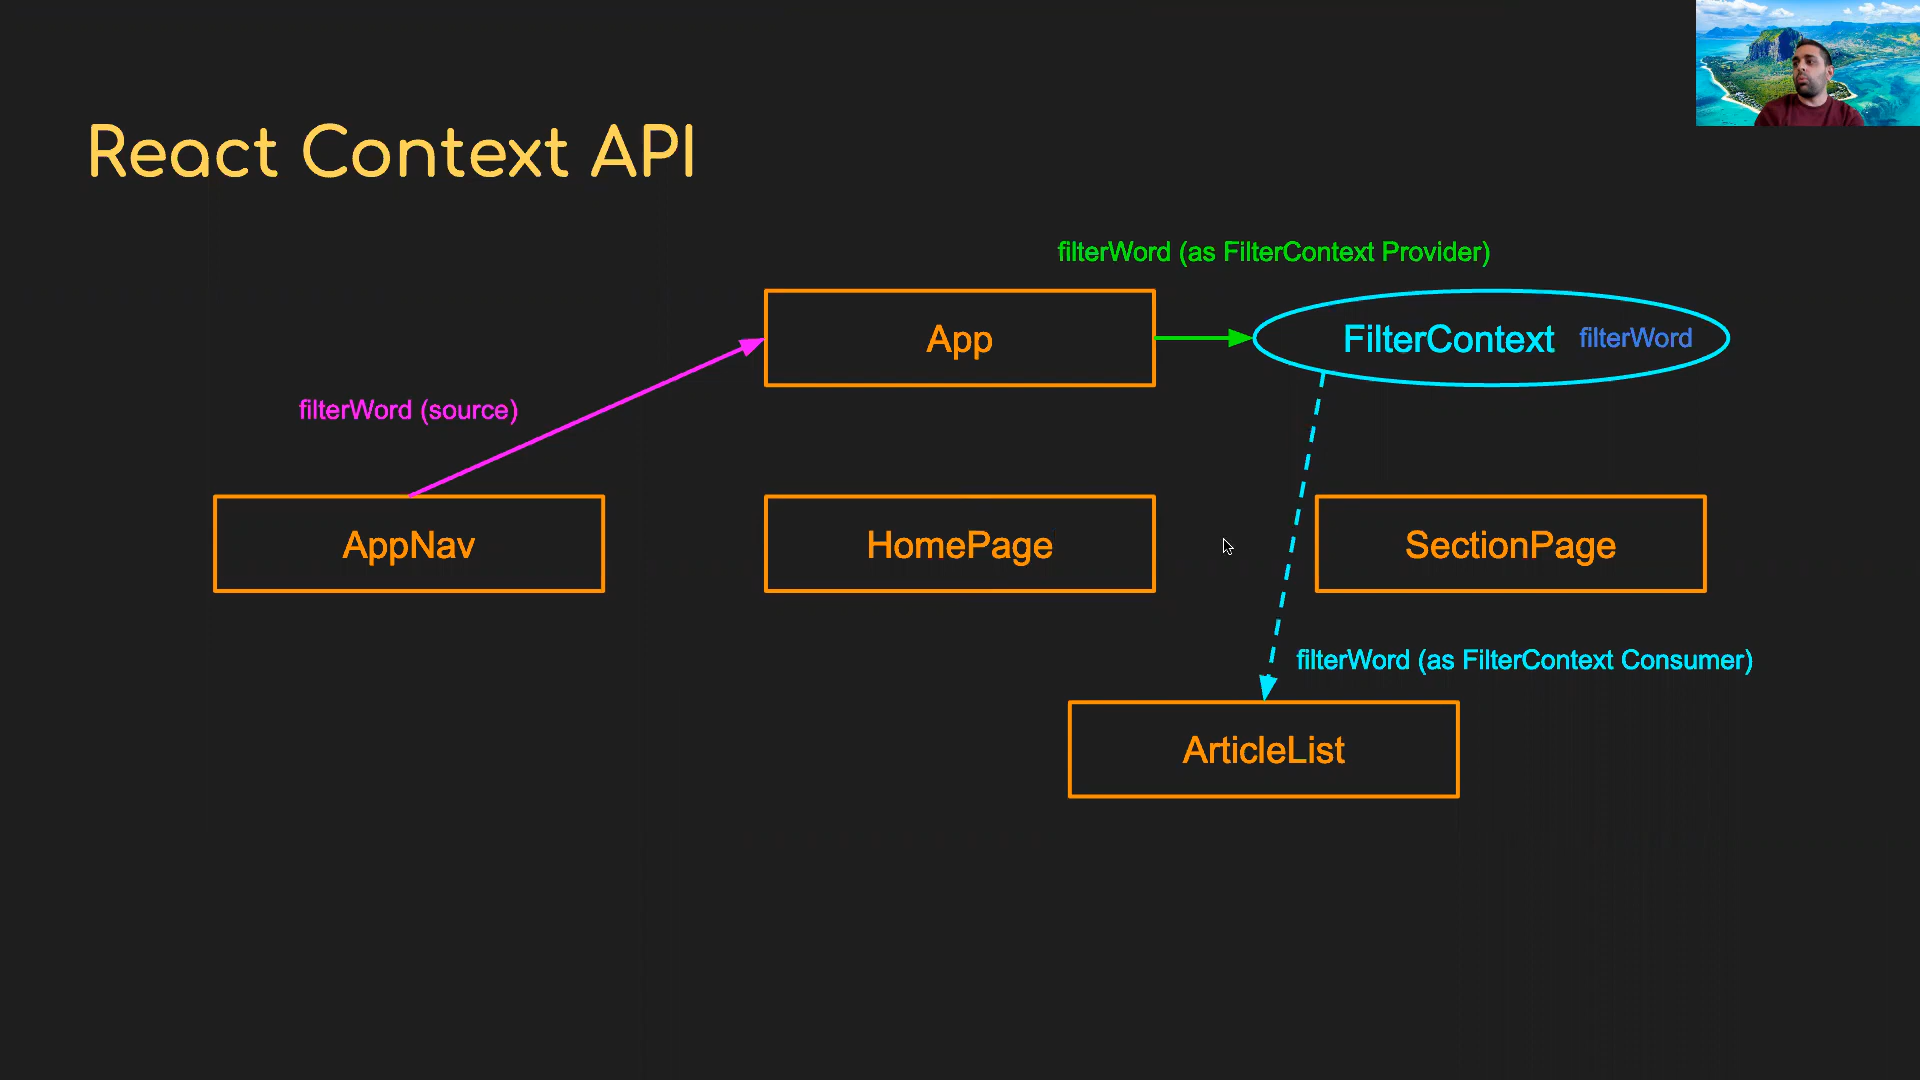 React Context API
filterWord (as FilterContext Provider)
App
FilterContext filterWord
filterWord (source)
AppNav
HomePage
SectionPage
filterWord (as FilterContext Consumer)
ArticleList